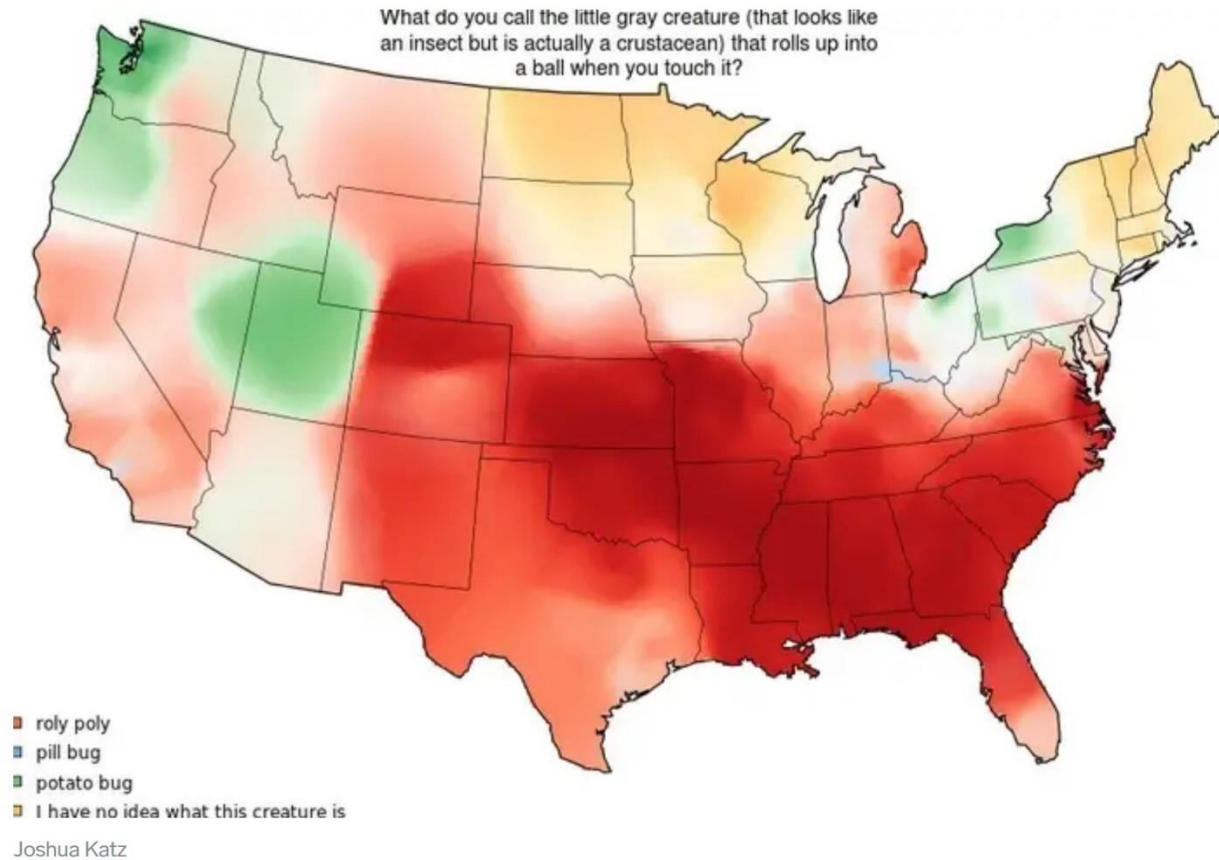 What do you call the little gray creature (that looks like
an insect but is actually a crustacean) that rolls up into
a ball when you touch it?
roly poly
pill bug
potato bug
I have no idea what this creature is
Joshua Katz